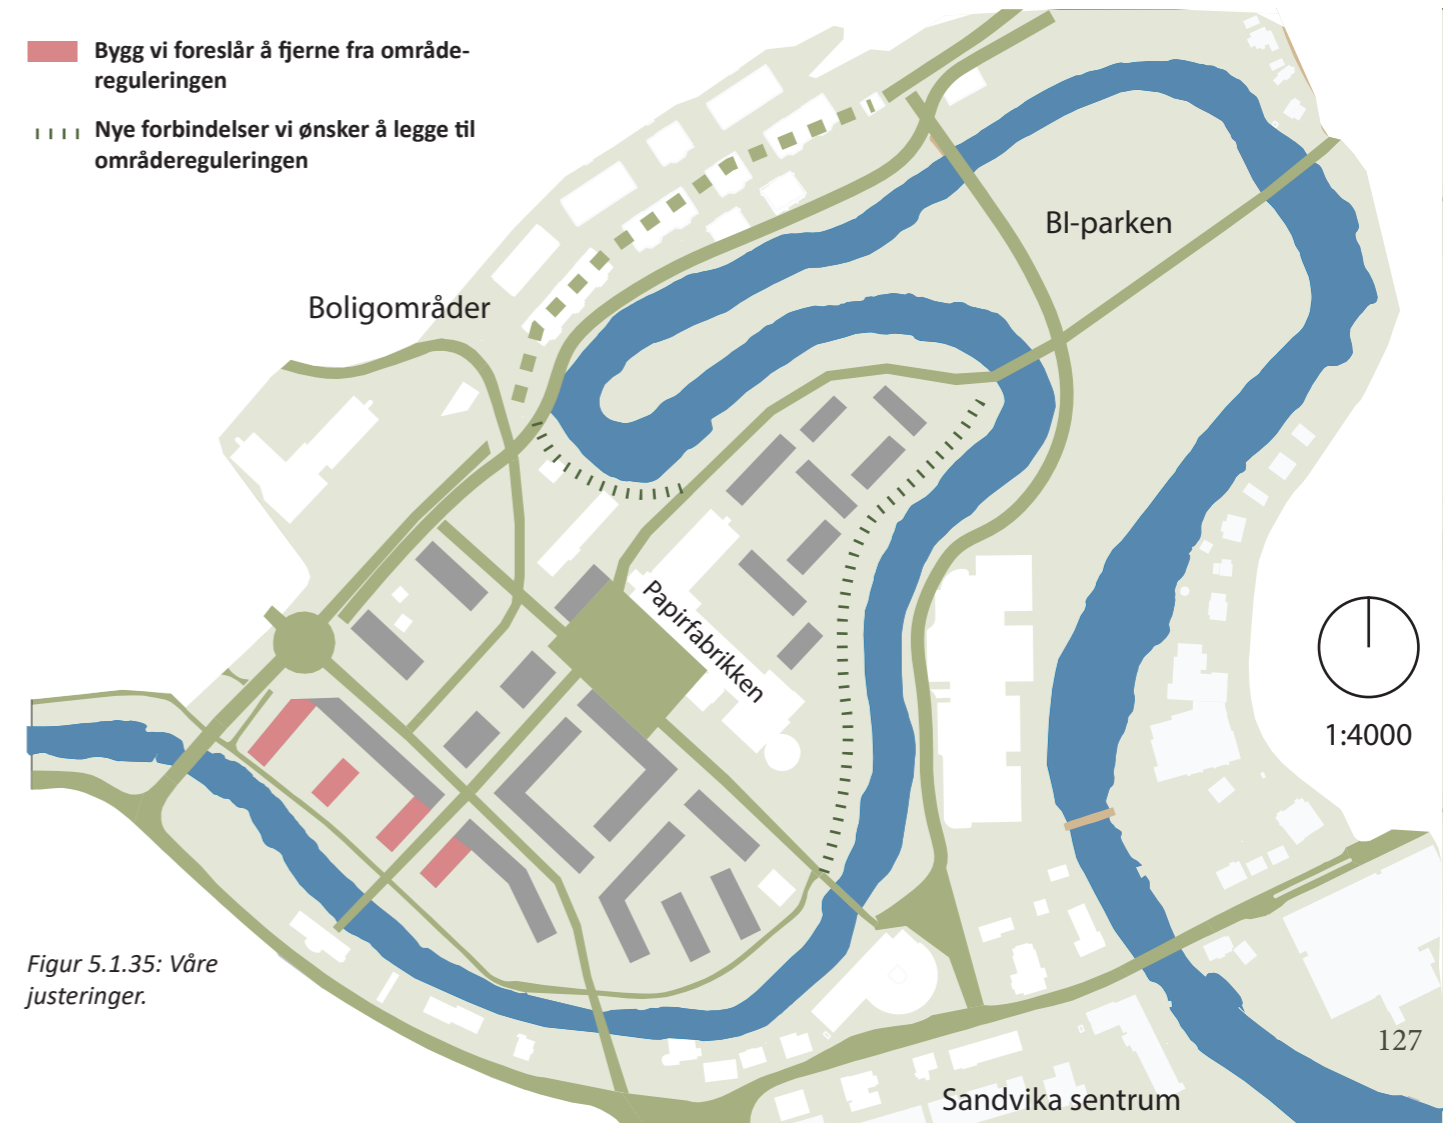 Bygg vi foreslår å fjerne fra område-
reguleringen
Nye forbindelser vi ønsker å legge til
områdereguleringen
BI-parken
Boligområder
Papirfabrikken
1:4000
Figur 5.1.35: Våre
justeringer.
127
Sandvika sentrum